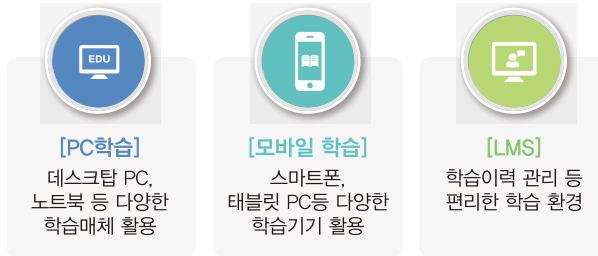 EDU
[PC학습]
데스크탑 PC,
노트북 등 다양한
학습매체 활용
[모바일 학습]
스마트폰,
태블릿 PC등 다양한
학습기기 활용
[LMS]
학습이력 관리 등
편리한 학습 환경